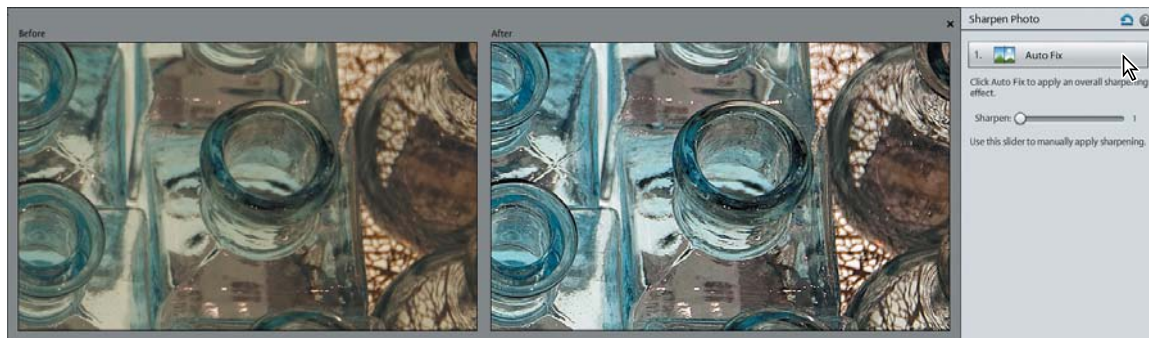 Sharpen Photo
Before
After
1. Auto Fix
Click Auto Fix to apply an overall sharpening
effect.
Sharpen: 1
Use this slider to manually apply sharpening.